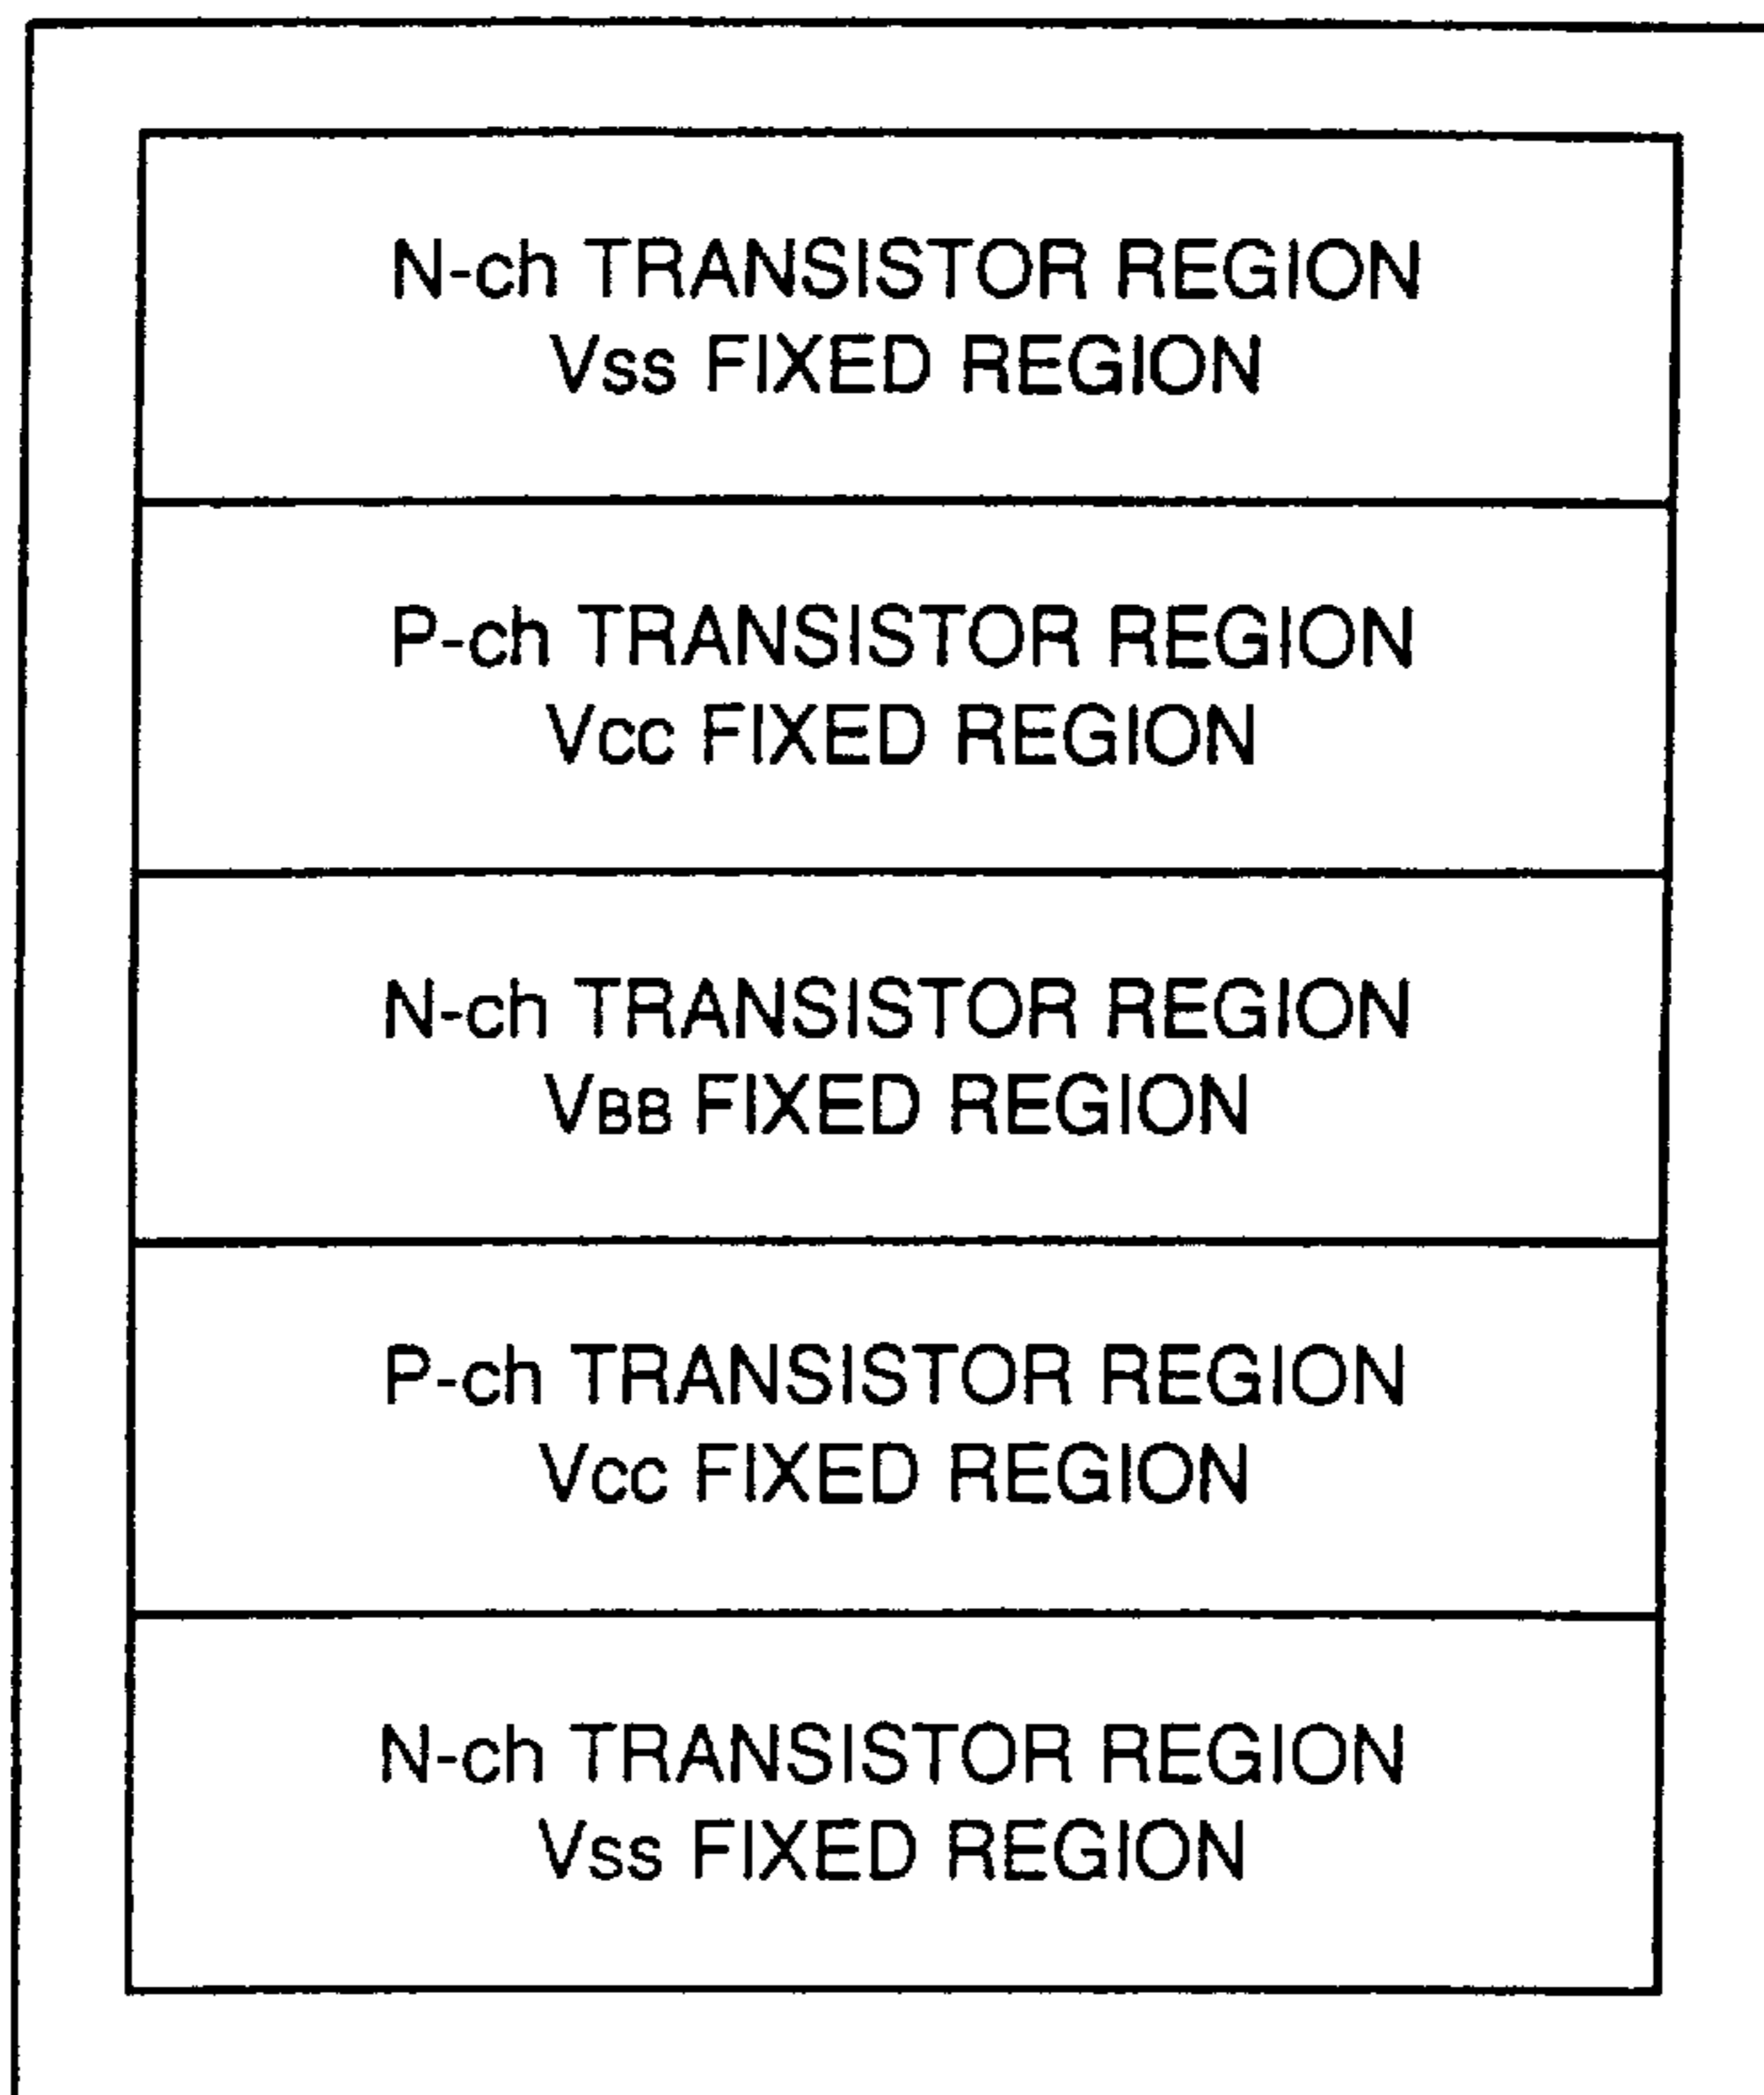 N-ch TRANSISTOR REGION
Vss FIXED REGION
P-ch TRANSISTOR REGION
Vcc FIXED REGION
N-ch TRANSISTOR REGION
VBB FIXED REGION
P-ch TRANSISTOR REGION
Vcc FIXED REGION
N-ch TRANSISTOR REGION
Vss FIXED REGION